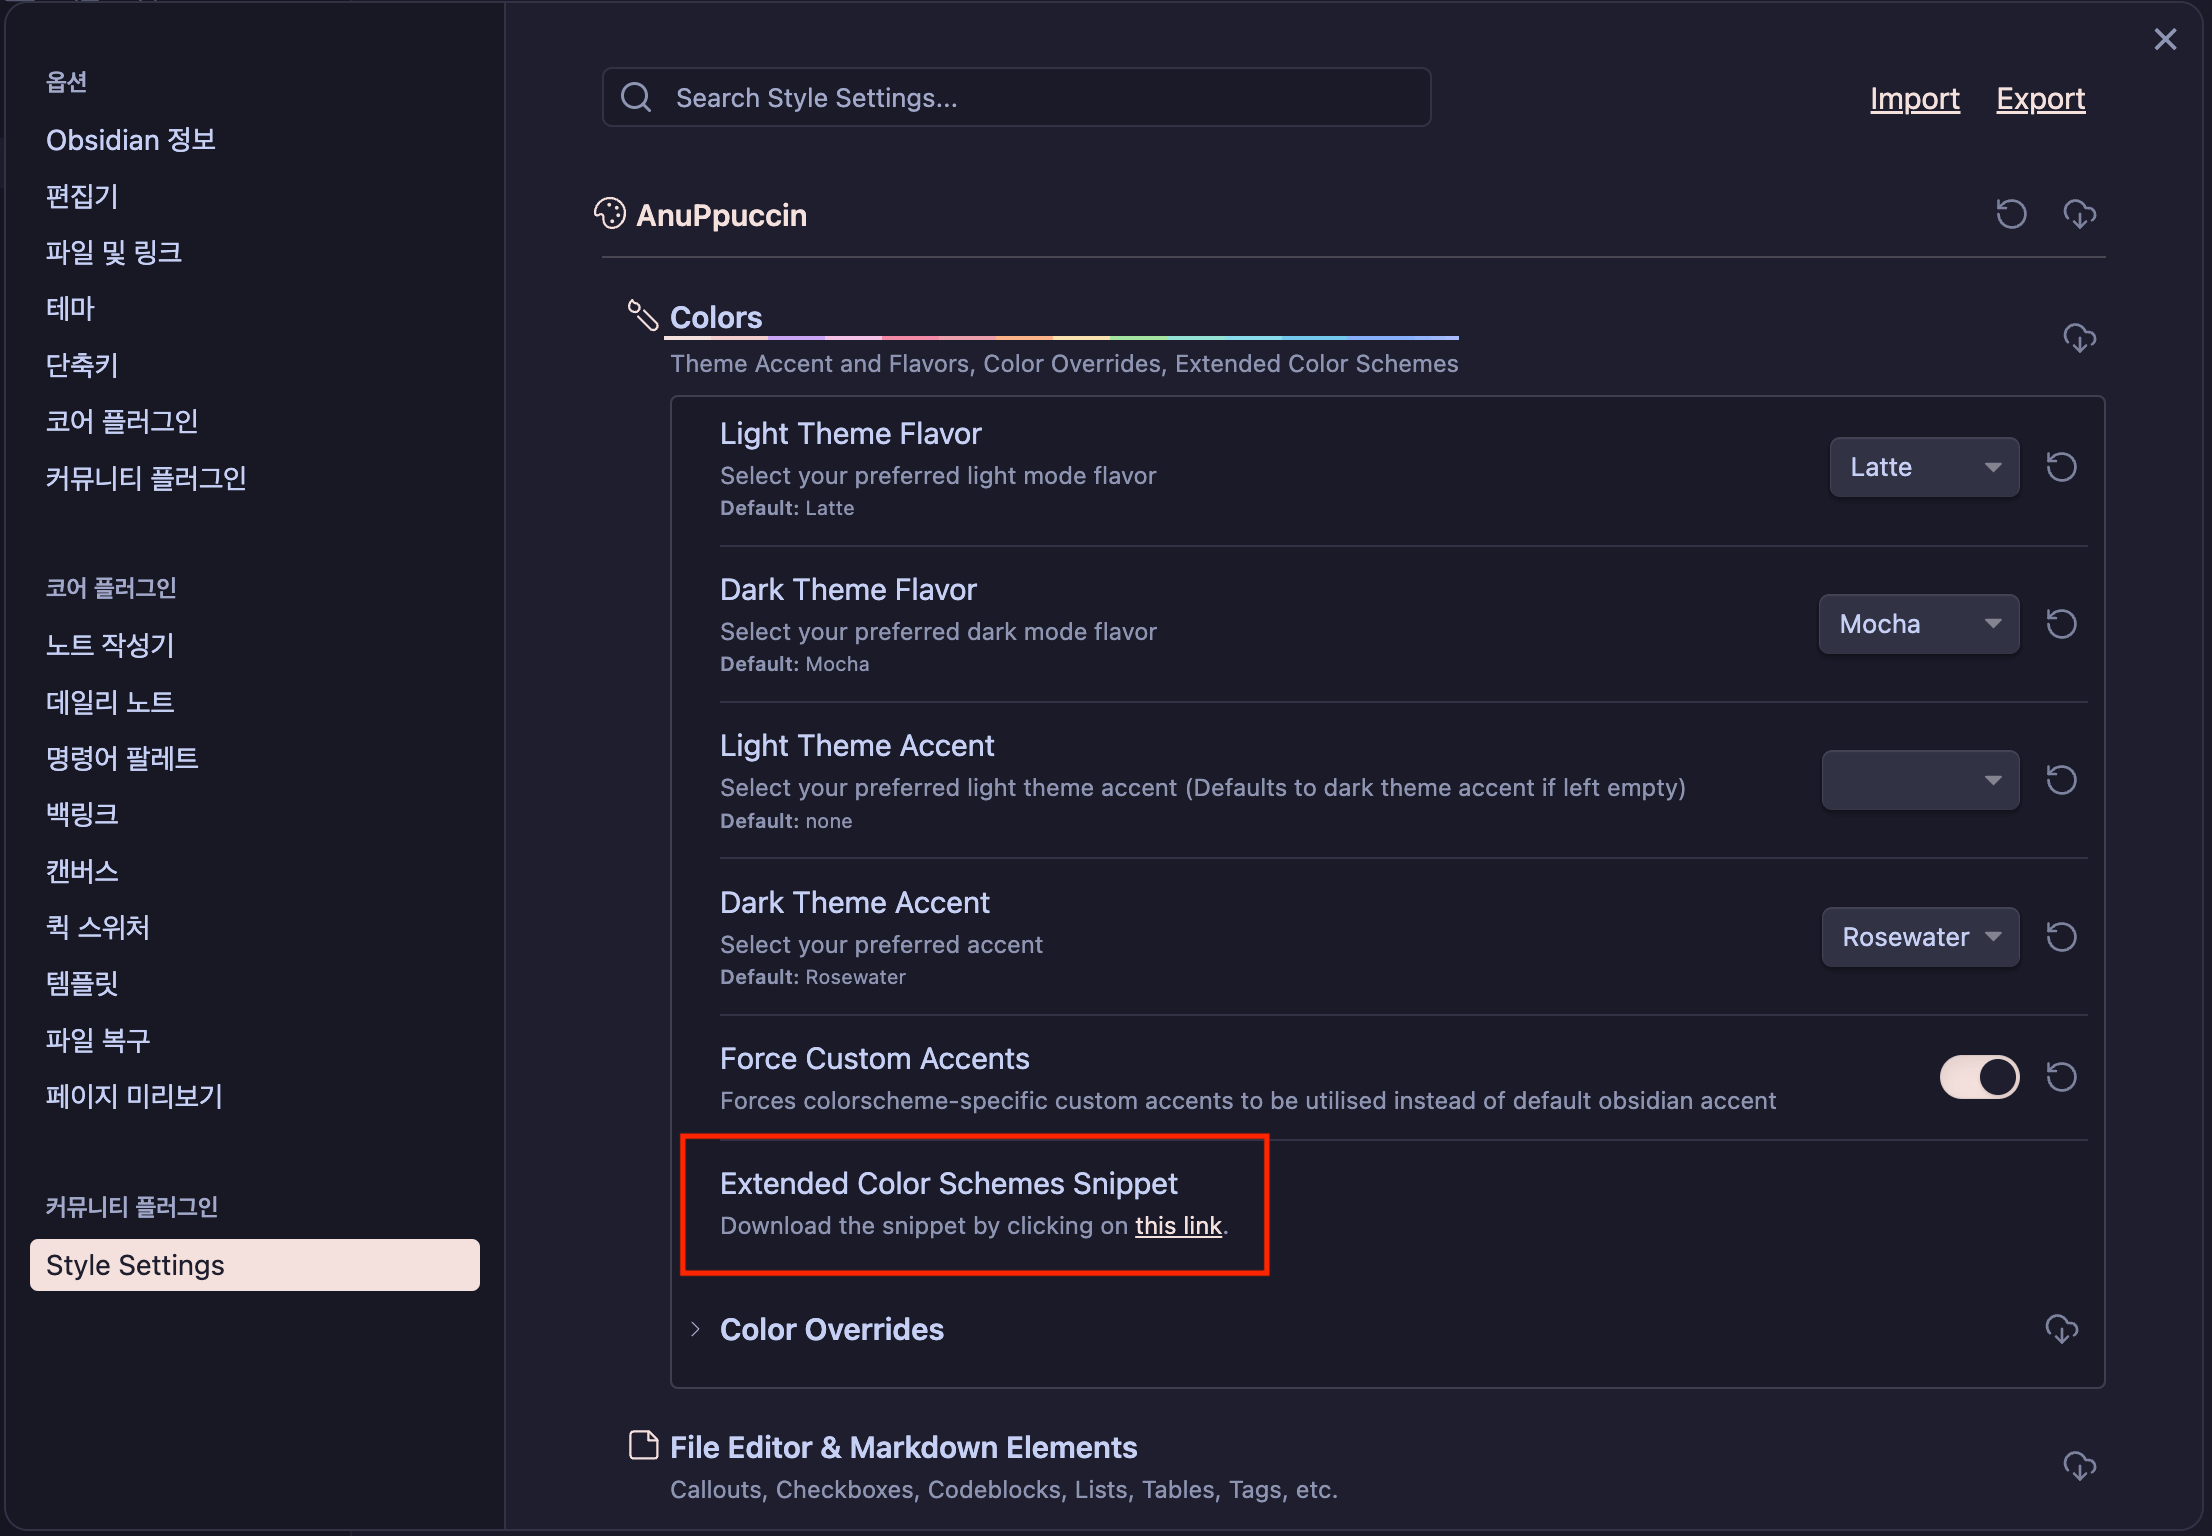 옵션
Obsidian 정보
편집기
파일 및 링크
테마
단축키
코어 플러그인
커뮤니티 플러그인
코어 플러그인
노트 작성기
데일리 노트
명령어 팔레트
백링크
캔버스
퀵 스위처
템플릿
파일 복구
페이지 미리보기
커뮤니티 플러그인
Style Settings
Search Style Settings...
Import Export
AnuPpuccin
Colors
Theme Accent and Flavors, Color Overrides, Extended Color Schemes
Light Theme Flavor
Select your preferred light mode flavor
Default: Latte
Latte
Dark Theme Flavor
Select your preferred dark mode flavor
Default: Mocha
Mocha
Light Theme Accent
Select your preferred light theme accent (Defaults to dark theme accent if left empty)
Default: none
Dark Theme Accent
Select your preferred accent
Default: Rosewater
Rosewater
Force Custom Accents
Forces colorscheme-specific custom accents to be utilised instead of default obsidian accent
Extended Color Schemes Snippet
Download the snippet by clicking on this link.
Color Overrides
File Editor & Markdown Elements
Callouts, Checkboxes, Codeblocks, Lists, Tables, Tags, etc.